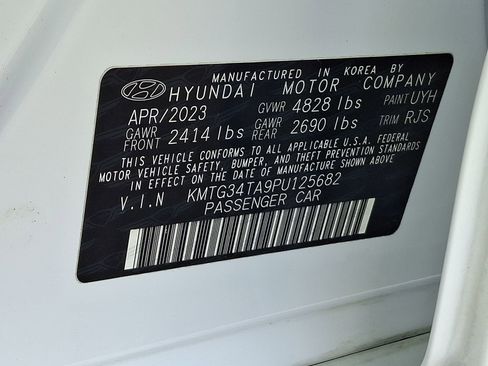 MANUFACTURED IN KOREA BY
HYUNDAI MOTOR COMPANY
APR/2023 GVWR 4828 lbs PAINT UYH
GAWR FRONT 2414 lbs GAWR REAR 2690 lbs TRIM RJS
THIS VEHICLE CONFORMS TO ALL APPLICABLE U.S.A. FEDERAL
MOTOR VEHICLE SAFETY, BUMPER, AND THEFT PREVENTION STANDARDS
IN EFFECT ON THE DATE OF MANUFACTURE SHOWN ABOVE.
V.I.N KMTG34TA9PU125682
PASSENGER CAR